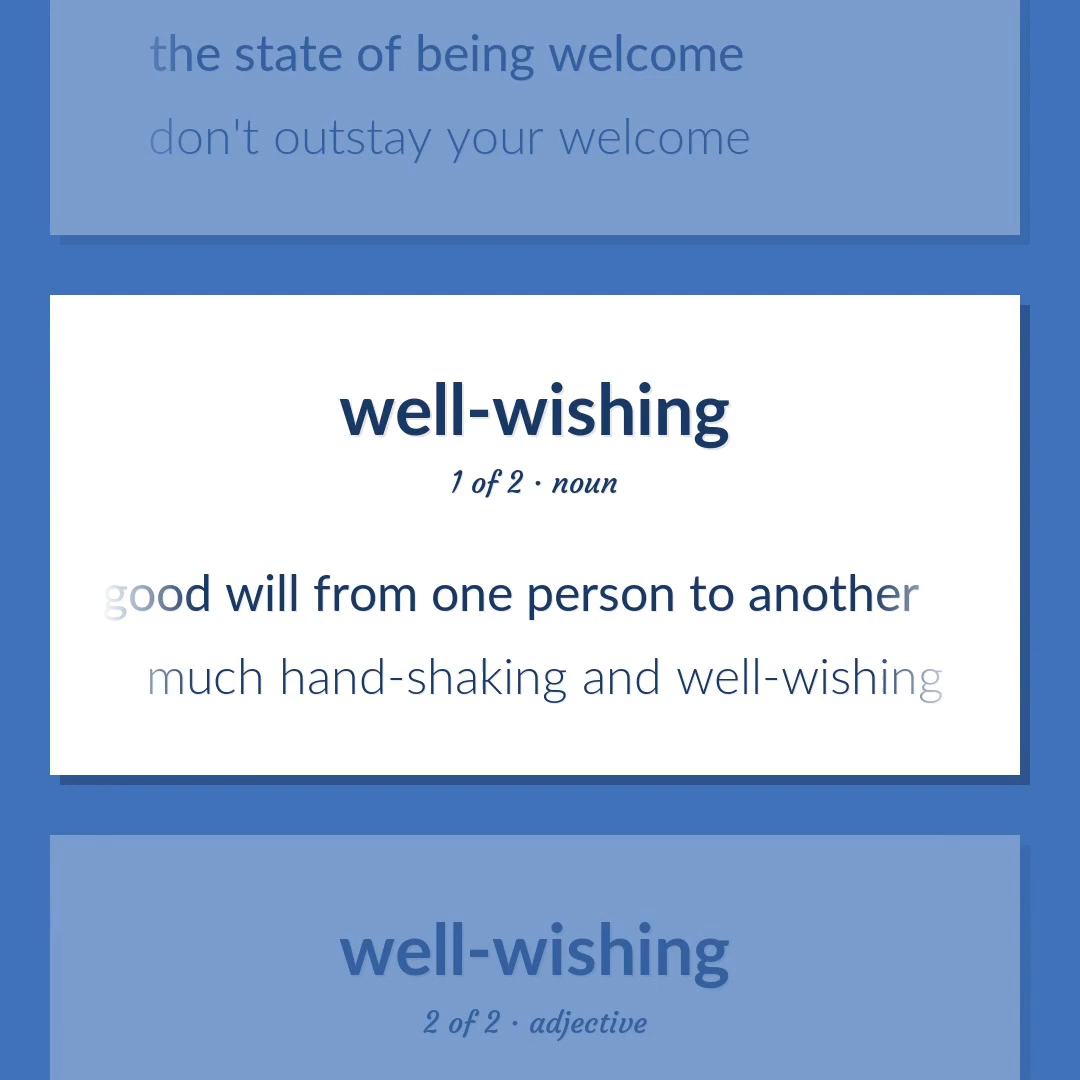 the state of being welcome
don't outstay your welcome
well-wishing
1 of 2 · noun
good will from one person to another
much hand-shaking and well-wishing
well-wishing
2 of 2 · adjective